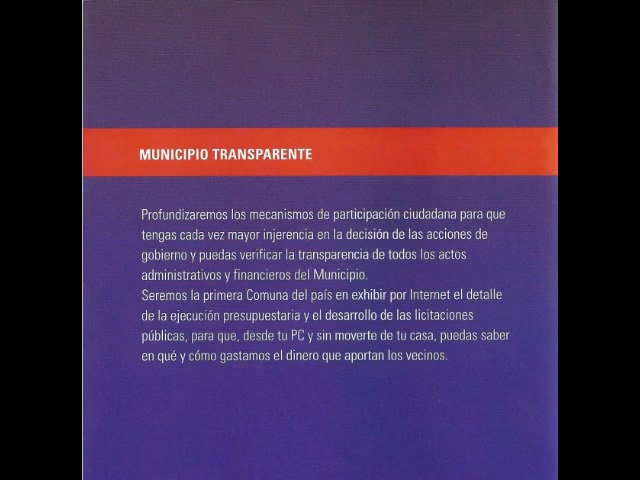 MUNICIPIO TRANSPARENTE
Profundizaremos los mecanismos de participación ciudadana para que
tengas cada vez mayor injerencia en la decisión de las acciones de
gobierno y puedas verificar la transparencia de todos los actos
administrativos y financieros del Municipio.
Seremos la primera Comuna del país en exhibir por Internet el detalle
de la ejecución presupuestaria y el desarrollo de las licitaciones
públicas, para que, desde tu PC y sin moverte de tu casa, puedas saber
en qué y cómo gastamos el dinero que aportan los vecinos.